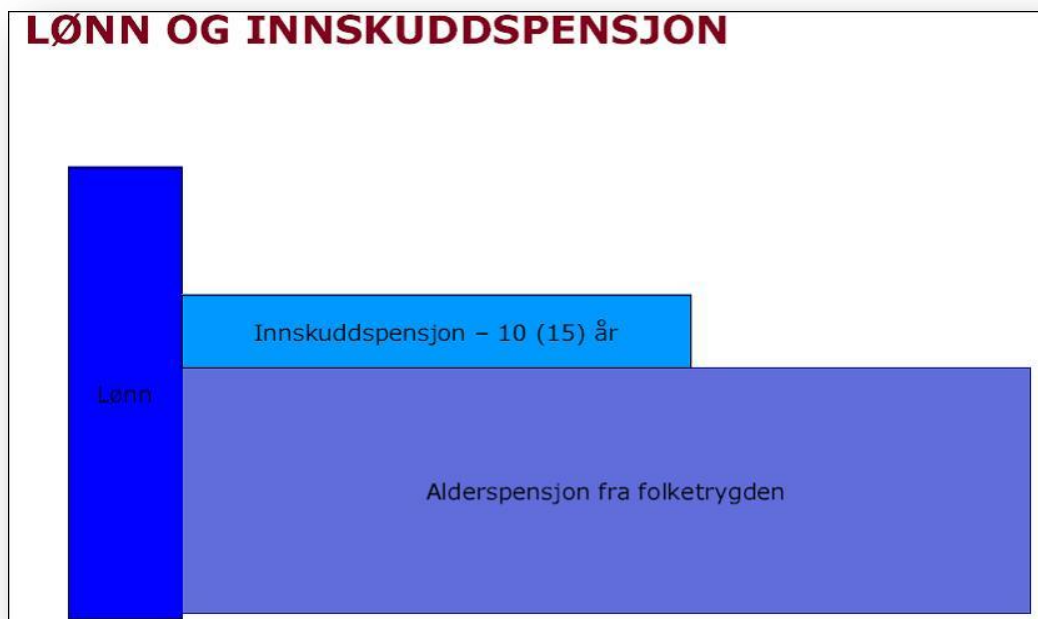 LØNN OG INNSKUDDSPENSJON
Innskuddspensjon – 10 (15) år
Lønn
Alderspensjon fra folketrygden